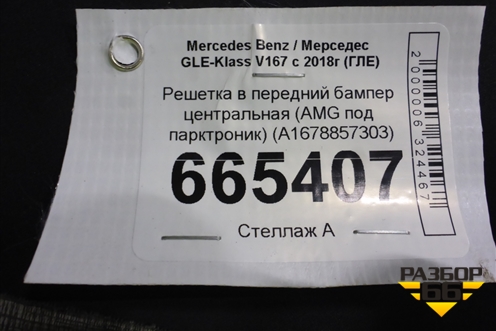 Mercedes Benz / Мерседес
GLE-Klass V167 с 2018г (ГЛЕ)
Решетка в передний бампер
центральная (AMG под
парктроник) (A1678857303)
665407
Стеллаж А
2000006324467
РАЗБОР
66